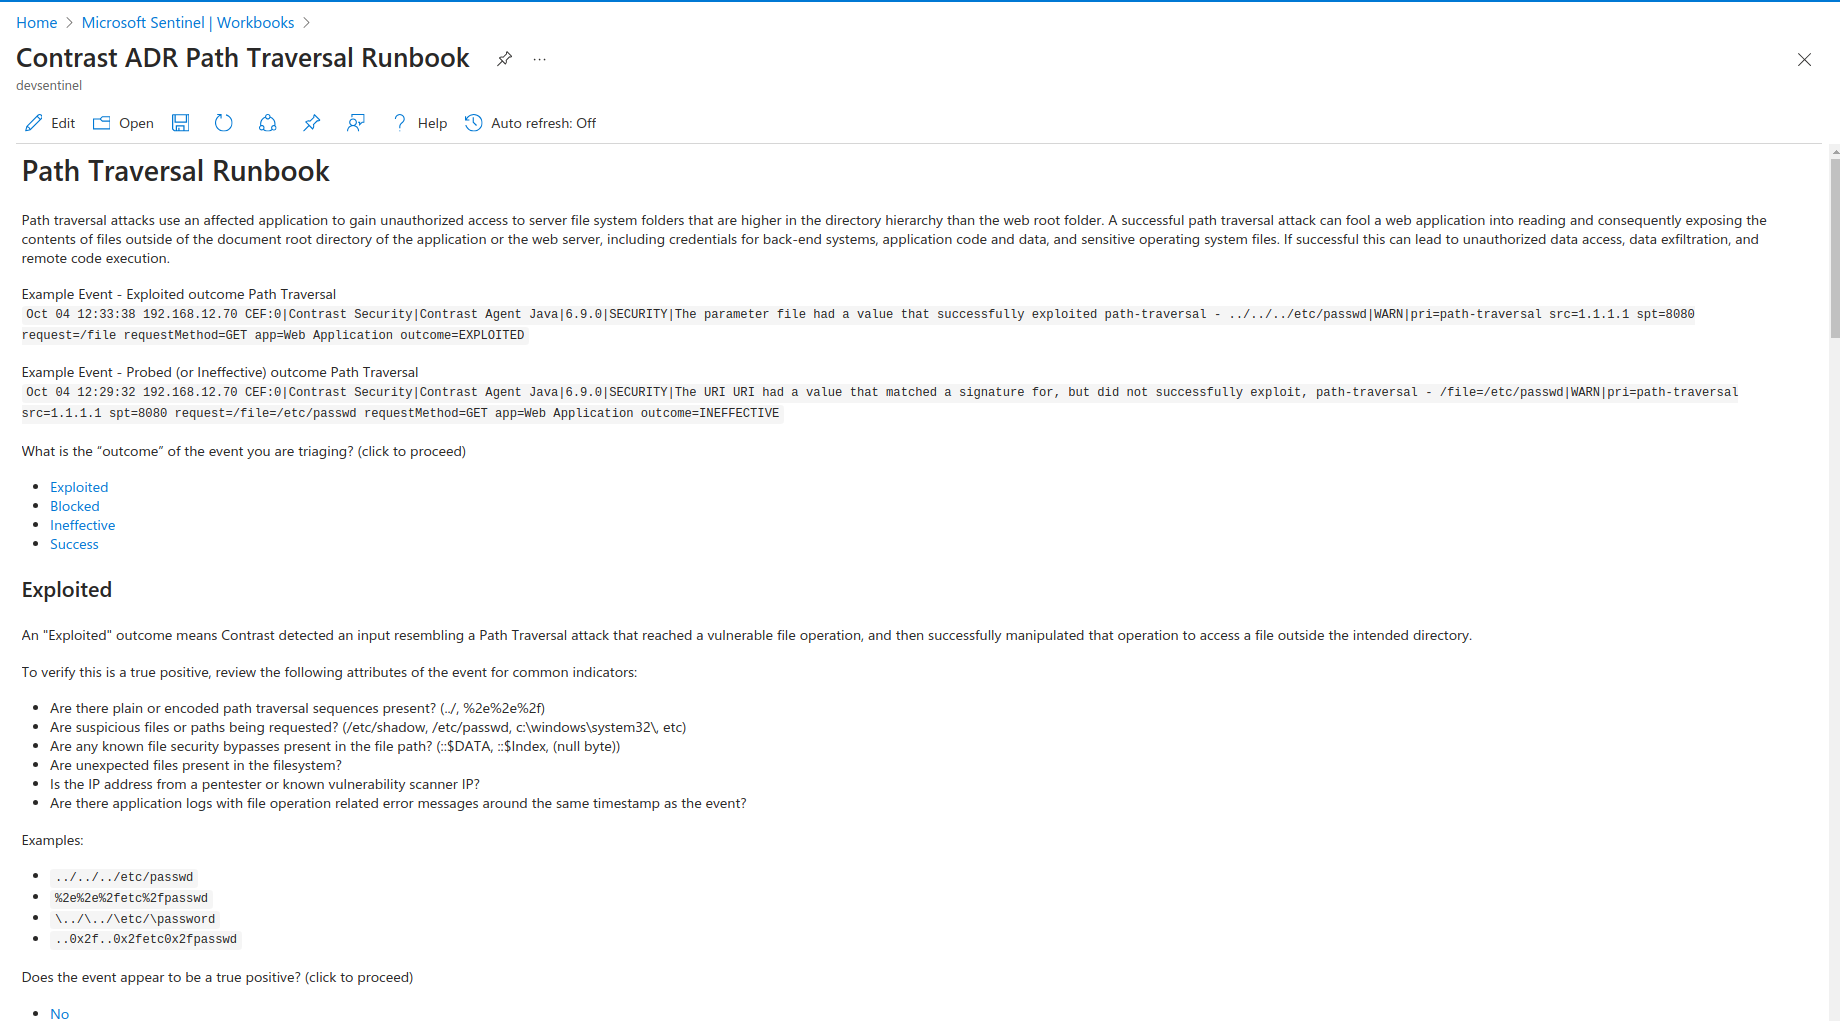 Home > Microsoft Sentinel | Workbooks >
Contrast ADR Path Traversal Runbook ...
devsentinel
Edit Open Help Auto refresh: Off
Path Traversal Runbook
Path traversal attacks use an affected application to gain unauthorized access to server file system folders that are higher in the directory hierarchy than the web root folder. A successful path traversal attack can fool a web application into reading and consequently exposing the
contents of files outside of the document root directory of the application or the web server, including credentials for back-end systems, application code and data, and sensitive operating system files. If successful this can lead to unauthorized data access, data exfiltration, and
remote code execution.
Example Event - Exploited outcome Path Traversal
Oct 04 12:33:38 192.168.12.70 CEF:0|Contrast Security|Contrast Agent Java|6.9.0|SECURITY|The parameter file had a value that successfully exploited path-traversal - ../../../etc/passwd|WARN|pri=path-traversal src=1.1.1.1 spt=8080
request=/file requestMethod=GET app=Web Application outcome=EXPLOITED
Example Event - Probed (or Ineffective) outcome Path Traversal
Oct 04 12:29:32 192.168.12.70 CEF:0|Contrast Security|Contrast Agent Java|6.9.0|SECURITY|The URI URI had a value that matched a signature for, but did not successfully exploit, path-traversal - /file=/etc/passwd|WARN|pri=path-traversal
src=1.1.1.1 spt=8080 request=/file=/etc/passwd requestMethod=GET app=Web Application outcome=INEFFECTIVE
What is the “outcome” of the event you are triaging? (click to proceed)
• Exploited
• Blocked
• Ineffective
• Success
Exploited
An "Exploited" outcome means Contrast detected an input resembling a Path Traversal attack that reached a vulnerable file operation, and then successfully manipulated that operation to access a file outside the intended directory.
To verify this is a true positive, review the following attributes of the event for common indicators:
• Are there plain or encoded path traversal sequences present? (../, %2e%2e%2f)
• Are suspicious files or paths being requested? (/etc/shadow, /etc/passwd, c:\windows\system32\, etc)
• Are any known file security bypasses present in the file path? (::$DATA, ::$Index, (null byte))
• Are unexpected files present in the filesystem?
• Is the IP address from a pentester or known vulnerability scanner IP?
• Are there application logs with file operation related error messages around the same timestamp as the event?
Examples:
• ../../../etc/passwd
• %2e%2e%2fetc%2fpasswd
• \../\../\etc/\password
• ..0x2f..0x2fetc0x2fpasswd
Does the event appear to be a true positive? (click to proceed)
• No